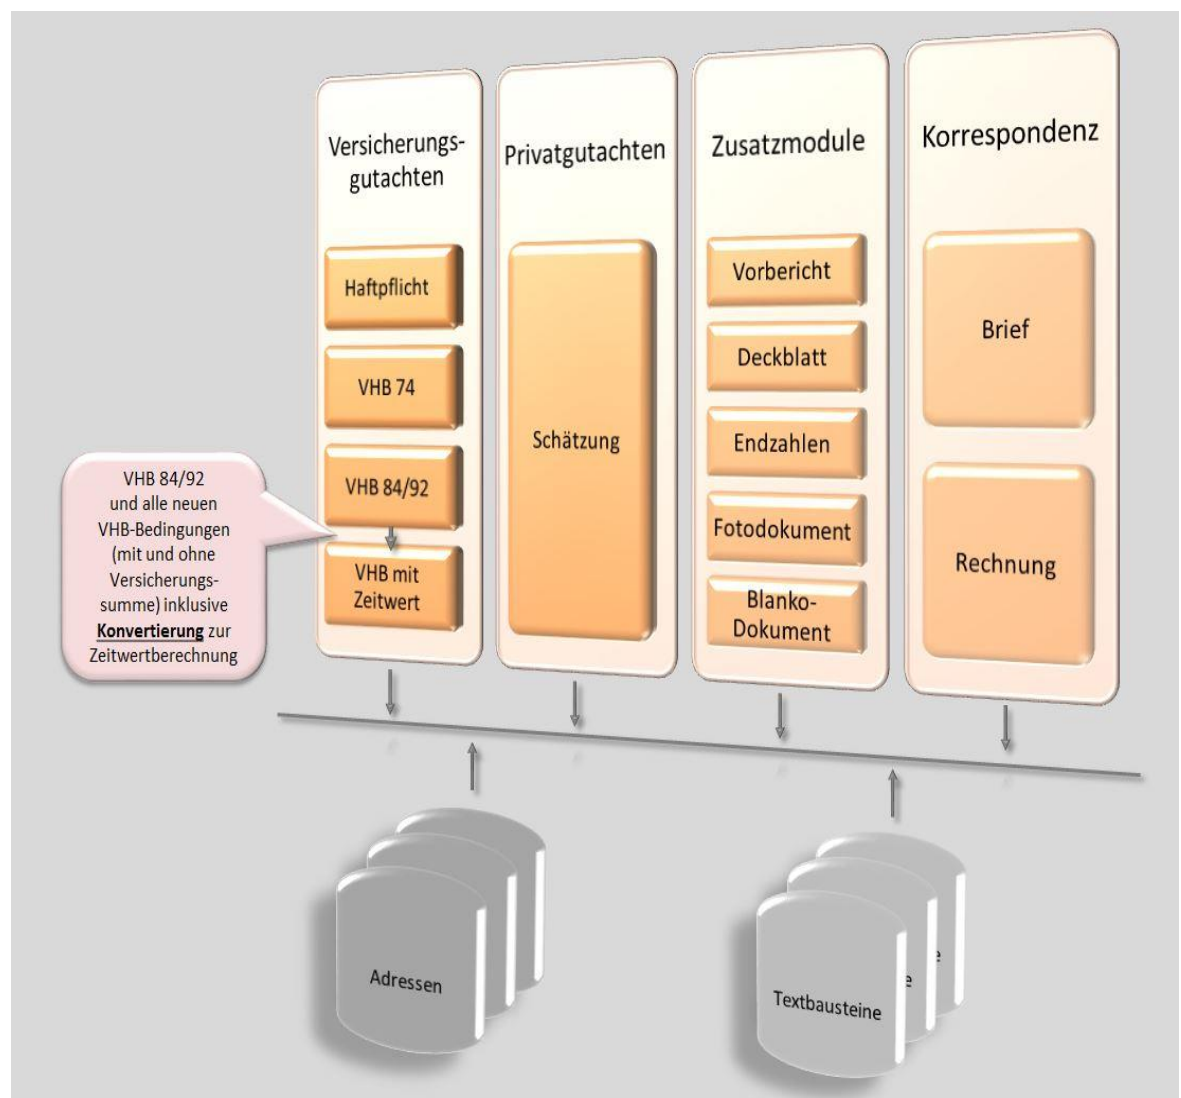 Versicherungs-
gutachten
Haftpflicht
VHB 74
VHB 84/92
VHB mit
Zeitwert
VHB 84/92
und alle neuen
VHB-Bedingungen
(mit und ohne
Versicherungs-
summe) inklusive
Konvertierung zur
Zeitwertberechnung
Privatgutachten
Schätzung
Zusatzmodule
Vorbericht
Deckblatt
Endzahlen
Fotodokument
Blanko-
Dokument
Korrespondenz
Brief
Rechnung
Adressen
Textbausteine
e
e